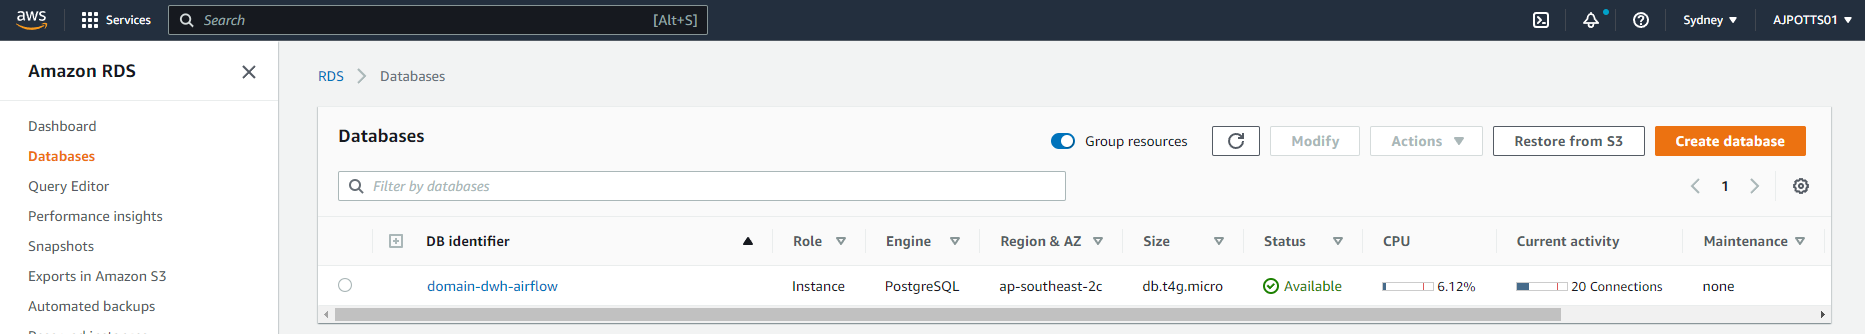 aws Services Search [Alt+S] Sydney AJPOTTS01
Amazon RDS
Dashboard
Databases
Query Editor
Performance insights
Snapshots
Exports in Amazon S3
Automated backups
RDS Databases
Databases Group resources Modify Actions Restore from S3 Create database
Filter by databases 1
DB identifier Role Engine Region & AZ Size Status CPU Current activity Maintenance
domain-dwh-airflow Instance PostgreSQL ap-southeast-2c db.t4g.micro Available 6.12% 20 Connections none